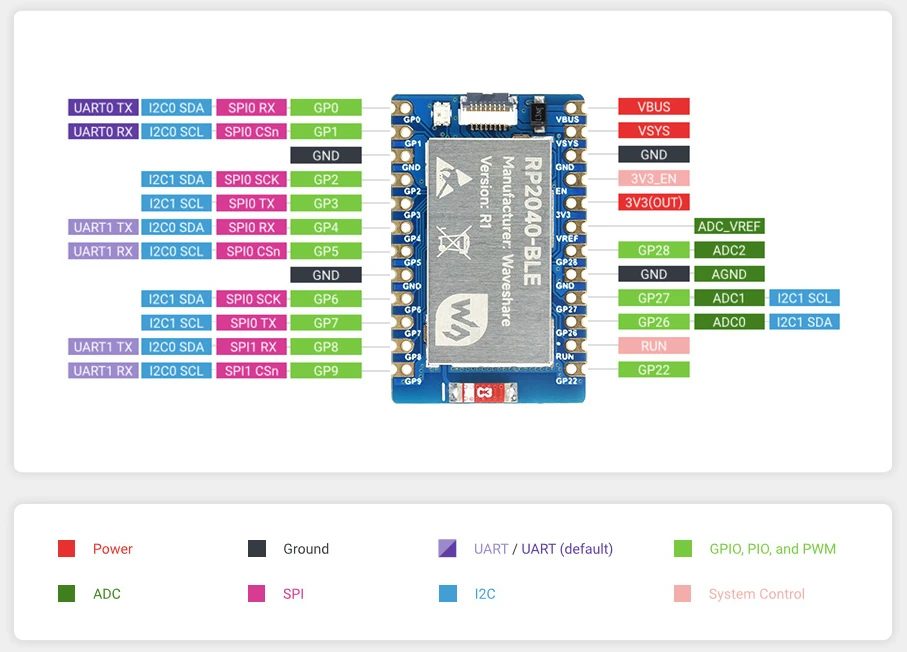 UART0 TX I2C0 SDA SPI0 RX GP0 GP0 VBUS VBUS
UART0 RX I2C0 SCL SPI0 CSn GP1 GP1 VSYS VSYS
GND GND GND GND
I2C1 SDA SPI0 SCK GP2 GP2 EN 3V3_EN
I2C1 SCL SPI0 TX GP3 GP3 3V3 3V3(OUT)
UART1 TX I2C0 SDA SPI0 RX GP4 GP4 VREF ADC_VREF
UART1 RX I2C0 SCL SPI0 CSn GP5 GP5 GP28 GP28 ADC2
GND GND GND GND AGND
I2C1 SDA SPI0 SCK GP6 GP6 GP27 GP27 ADC1 I2C1 SCL
I2C1 SCL SPI0 TX GP7 GP7 GP26 GP26 ADC0 I2C1 SDA
UART1 TX I2C0 SDA SPI1 RX GP8 GP8 RUN RUN
UART1 RX I2C0 SCL SPI1 CSn GP9 GP9 GP22 GP22
RP2040-BLE
Manufacturer: Waveshare
Version: R1
C3
Power Ground UART / UART (default) GPIO, PIO, and PWM
ADC SPI I2C System Control